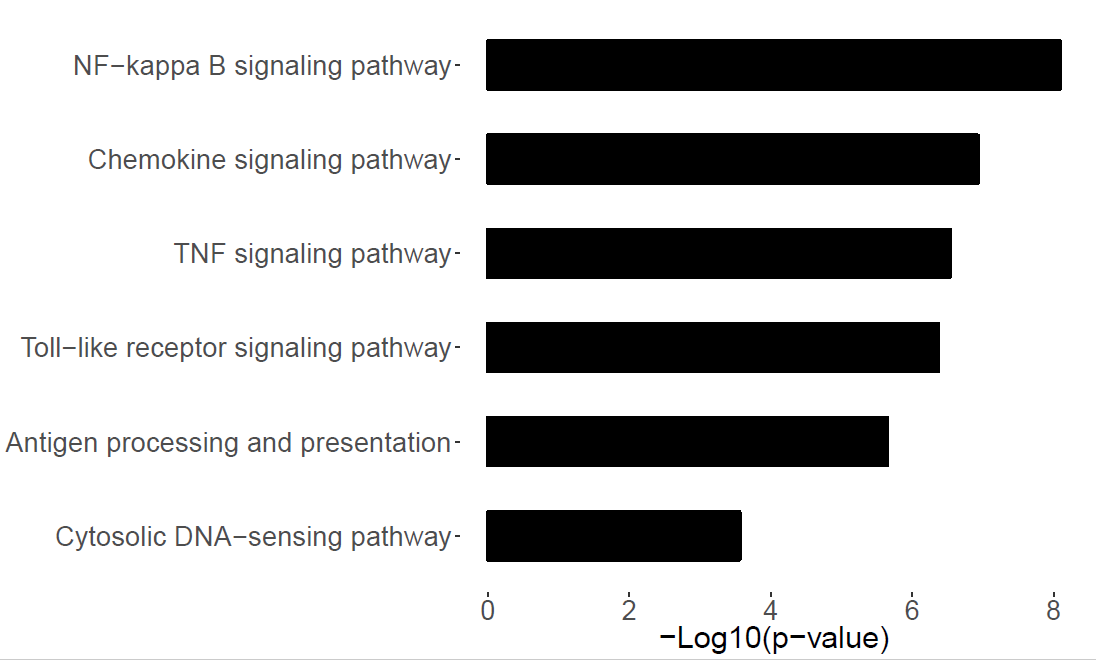 NF−kappa B signaling pathway
Chemokine signaling pathway
TNF signaling pathway
Toll−like receptor signaling pathway
Antigen processing and presentation
Cytosolic DNA−sensing pathway
0 2 4 6 8
−Log10(p−value)